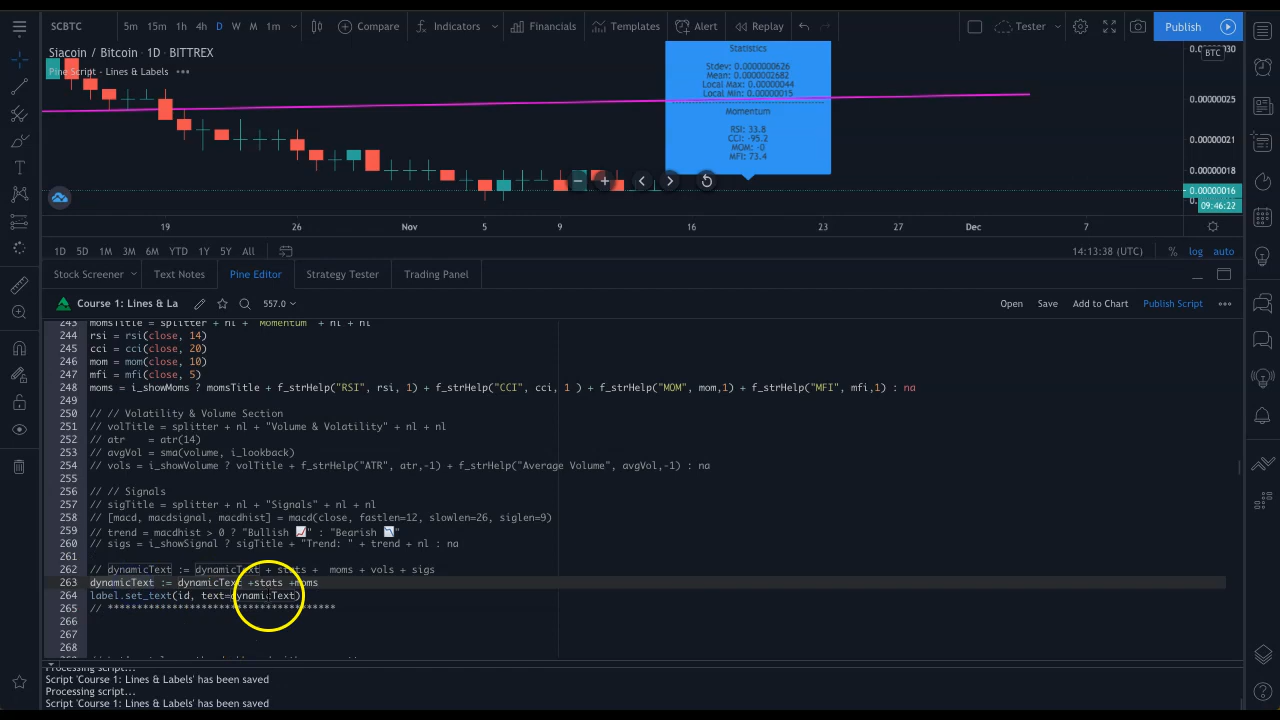 SCBTC 5m 15m 1h 4h D W M 1m Compare Indicators Financials Templates Alert Replay Tester Publish
Siacoin / Bitcoin · 1D · BITTREX
Pine Script - Lines & Labels
BTC
Statistics
Stdev: 0.0000000626
Mean: 0.0000002682
Local Max: 0.00000044
Local Min: 0.00000015
Momentum
RSI: 33.8
CCI: -95.2
MOM: -0
MFI: 73.4
0.00000025
0.00000021
0.00000018
0.00000016
09:46:22
19 26 Nov 5 9 16 23 27 Dec 7
1D 5D 1M 3M 6M YTD 1Y 5Y All 14:13:38 (UTC) % log auto
Stock Screener Text Notes Pine Editor Strategy Tester Trading Panel
Course 1: Lines & La 557.0 Open Save Add to Chart Publish Script
243 momsTitle = splitter + nl + "Momentum" + nl + nl
244 rsi = rsi(close, 14)
245 cci = cci(close, 20)
246 mom = mom(close, 10)
247 mfi = mfi(close, 5)
248 moms = i_showMoms ? momsTitle + f_strHelp("RSI", rsi, 1) + f_strHelp("CCI", cci, 1 ) + f_strHelp("MOM", mom,1) + f_strHelp("MFI", mfi,1) : na
249
250 // // Volatility & Volume Section
251 // volTitle = splitter + nl + "Volume & Volatility" + nl + nl
252 // atr    = atr(14)
253 // avgVol = sma(volume, i_lookback)
254 // vols = i_showVolume ? volTitle + f_strHelp("ATR", atr,-1) + f_strHelp("Average Volume", avgVol,-1) : na
255
256 // // Signals
257 // sigTitle = splitter + nl + "Signals" + nl + nl
258 // [macd, macdsignal, macdhist] = macd(close, fastlen=12, slowlen=26, siglen=9)
259 // trend = macdhist > 0 ? "Bullish 📈" : "Bearish 📉"
260 // sigs = i_showSignal ? sigTitle + "Trend: " + trend + nl : na
261
262 // dynamicText := dynamicText + stats +  moms + vols + sigs
263 dynamicText := dynamicText +stats +moms
264 label.set_text(id, text=dynamicText)
265 // ***************************************
266
267
268
Processing script...
Script 'Course 1: Lines & Labels' has been saved
Processing script...
Script 'Course 1: Lines & Labels' has been saved